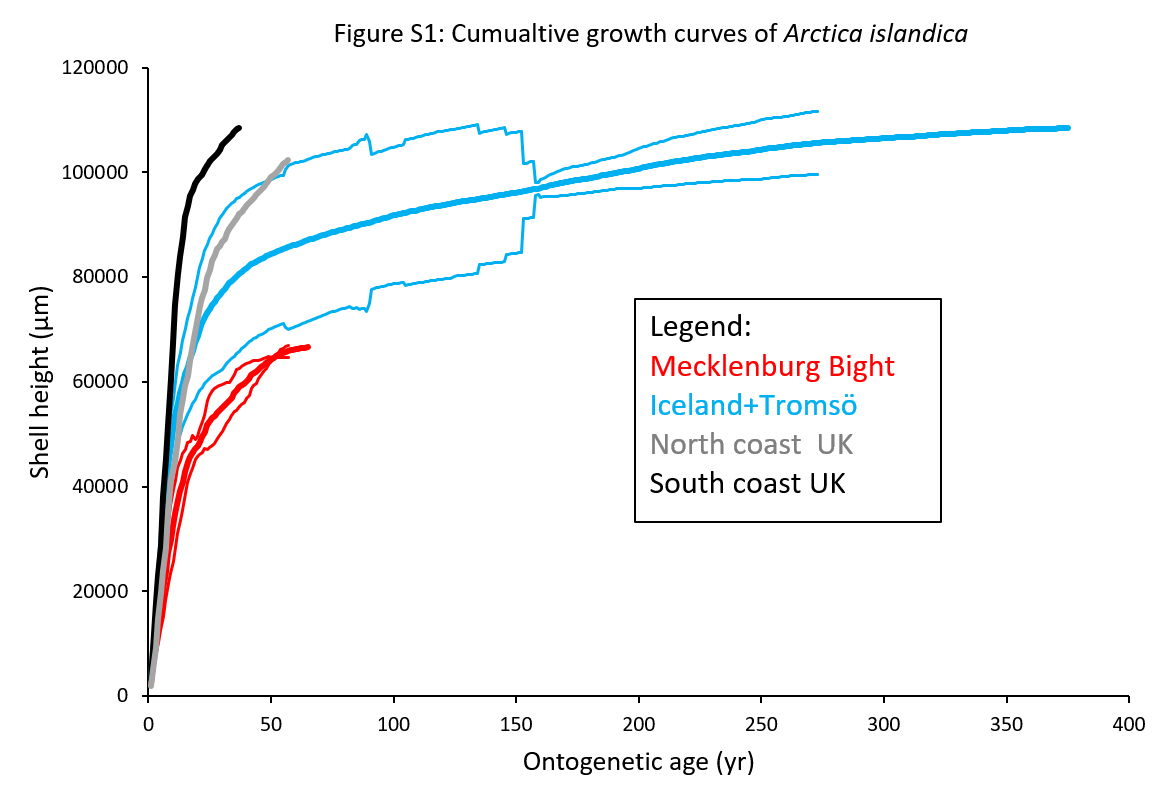 Figure S1: Cumualtive growth curves of Arctica islandica
120000
100000
80000
60000
40000
20000
0
Shell height (µm)
Legend:
Mecklenburg Bight
Iceland+Tromsö
North coast  UK
South coast UK
0 50 100 150 200 250 300 350 400
Ontogenetic age (yr)